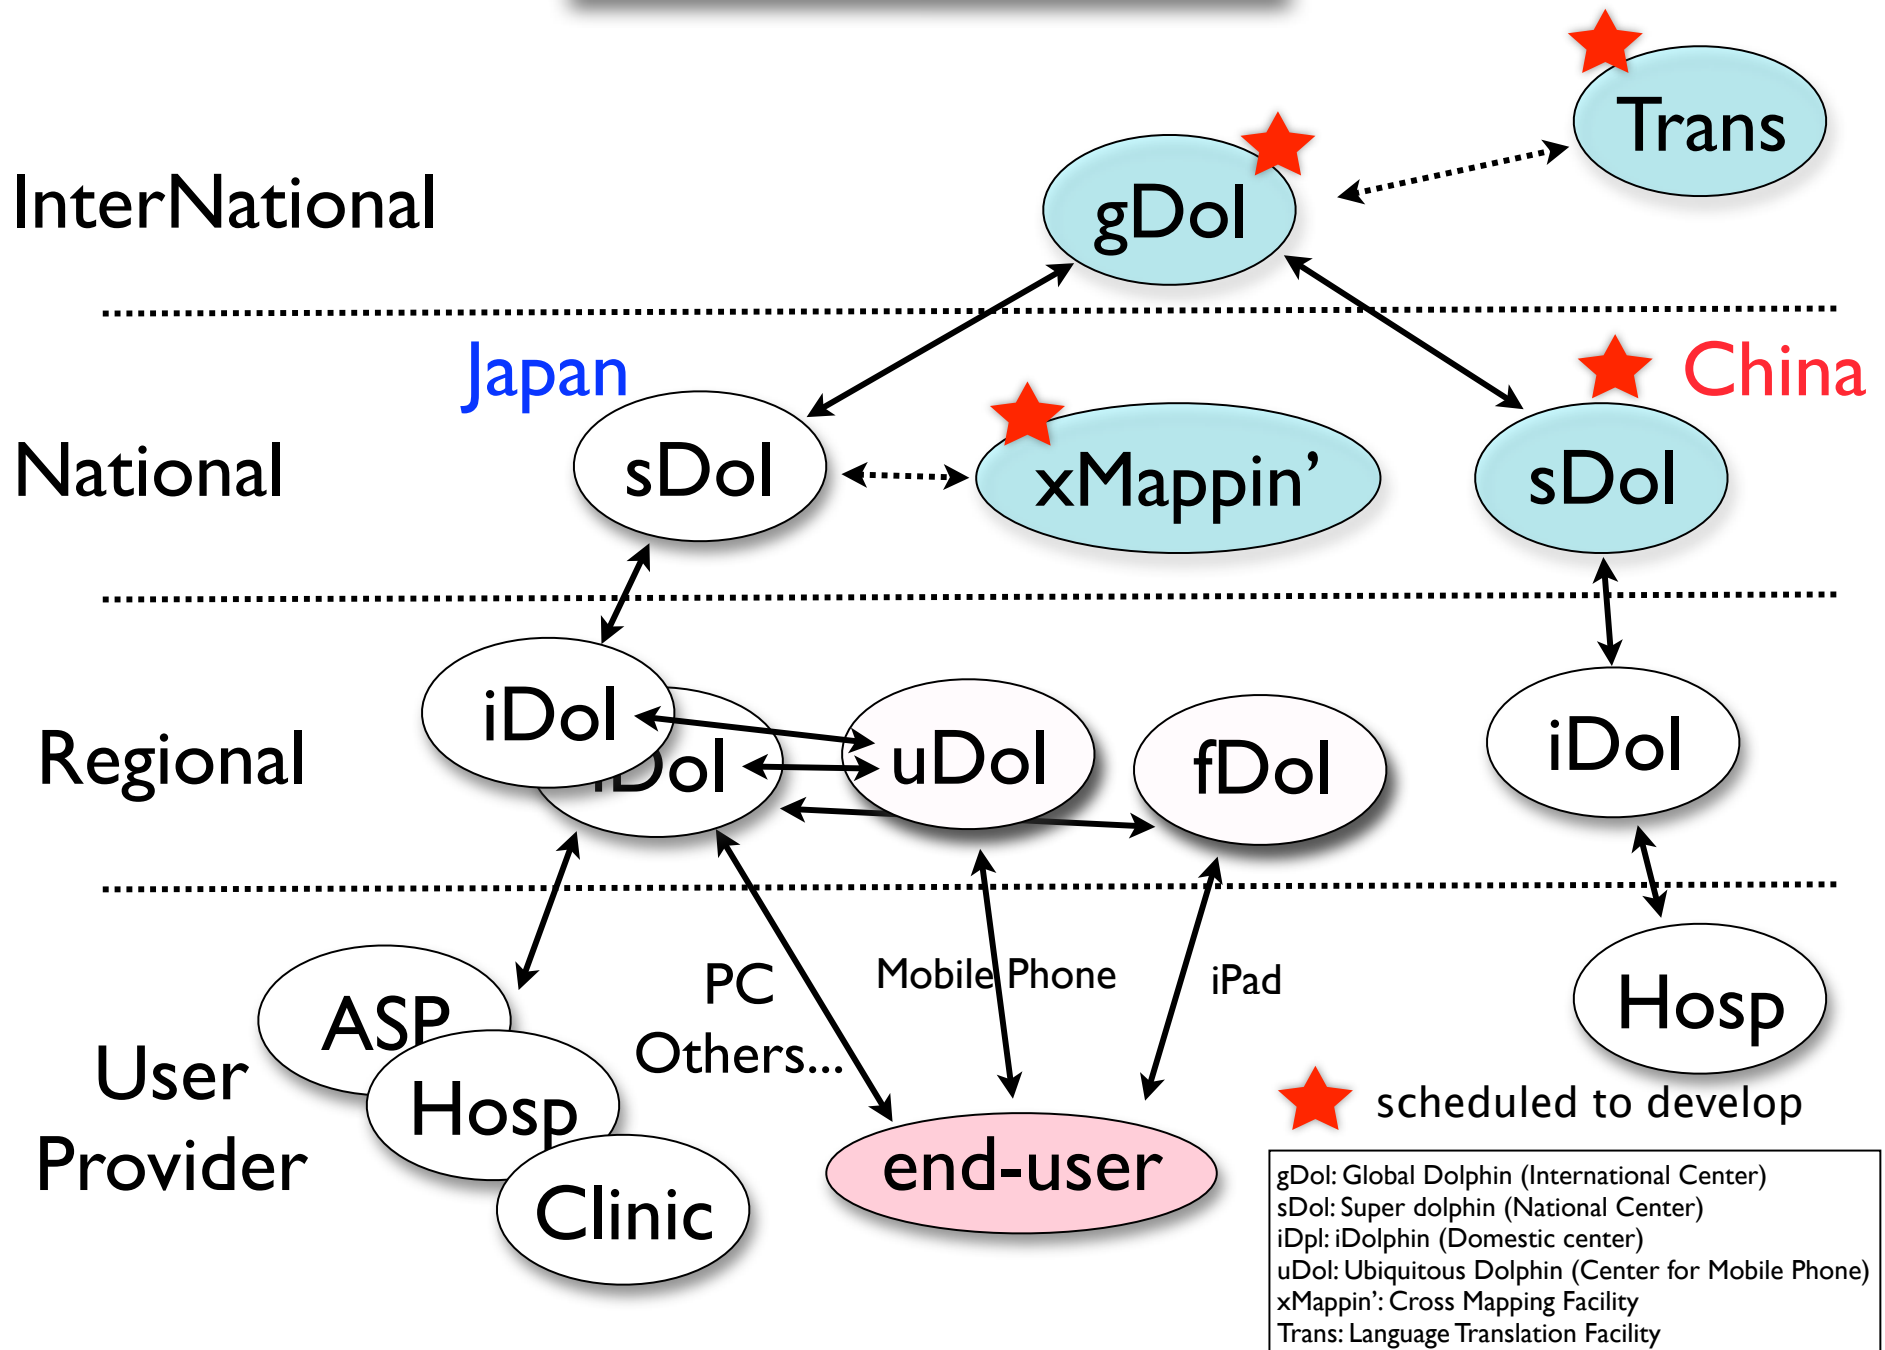 Trans
InterNational
gDol
Japan
China
National
sDol
xMappin’
sDol
Regional
iDol
iDol
uDol
fDol
iDol
PC
Others...
Mobile Phone
iPad
User
Provider
ASP
Hosp
Clinic
end-user
Hosp
scheduled to develop
gDol: Global Dolphin (International Center)
sDol: Super dolphin (National Center)
iDpl: iDolphin (Domestic center)
uDol: Ubiquitous Dolphin (Center for Mobile Phone)
xMappin’: Cross Mapping Facility
Trans: Language Translation Facility